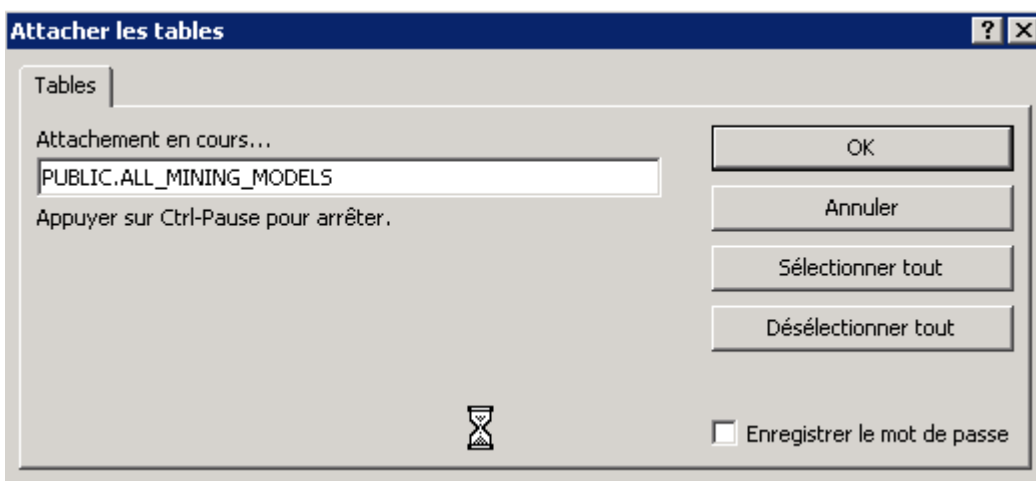 Attacher les tables
Tables
Attachement en cours...
PUBLIC.ALL_MINING_MODELS
Appuyer sur Ctrl-Pause pour arrêter.
OK
Annuler
Sélectionner tout
Désélectionner tout
Enregistrer le mot de passe